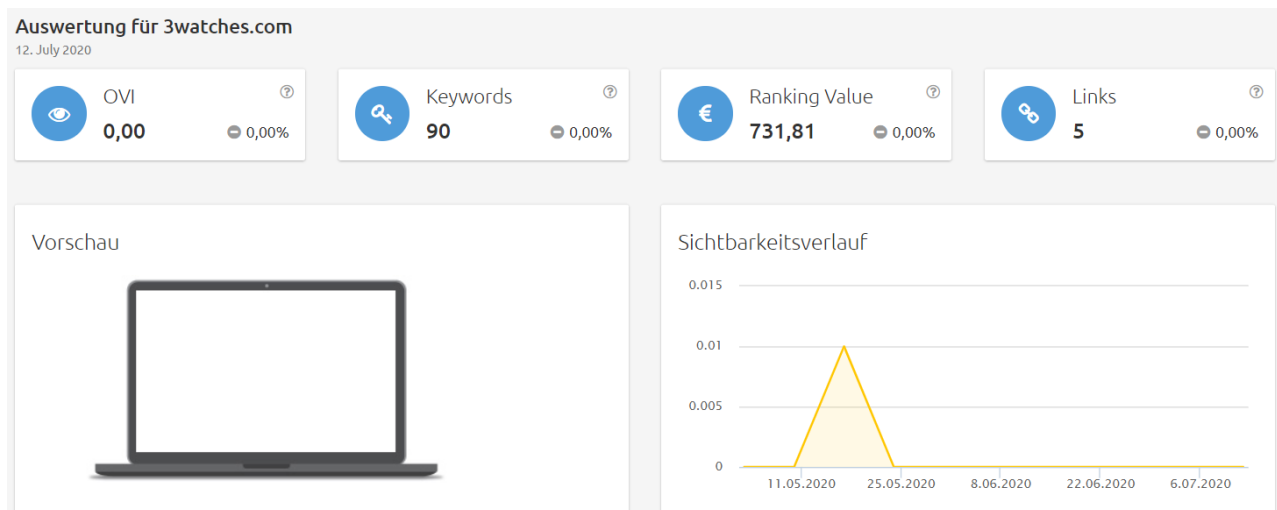 Auswertung für 3watches.com
12. July 2020
OVI
0,00
0,00%
Keywords
90
0,00%
Ranking Value
€
731,81
0,00%
Links
5
0,00%
Vorschau
Sichtbarkeitsverlauf
0.015
0.01
0.005
0
11.05.2020 25.05.2020 8.06.2020 22.06.2020 6.07.2020